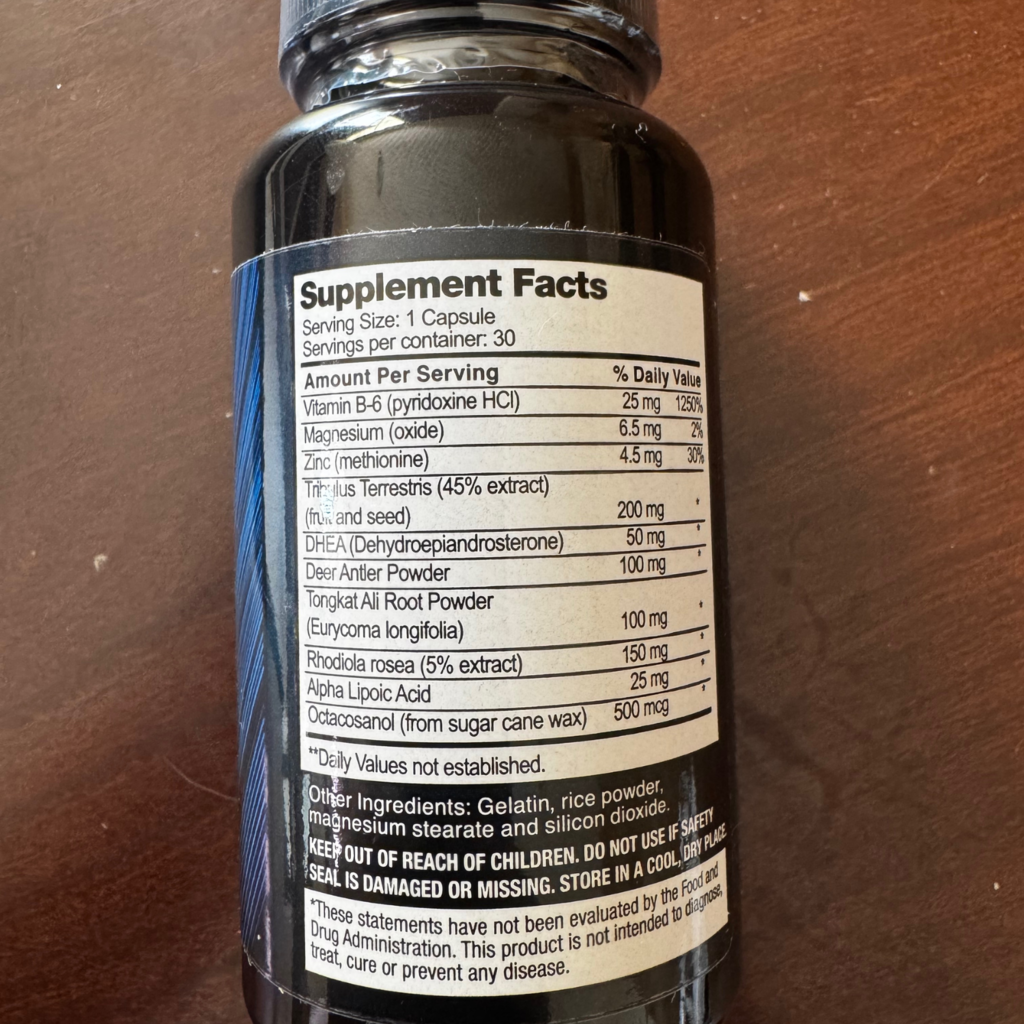 Supplement Facts
Serving Size: 1 Capsule
Servings per container: 30
Amount Per Serving % Daily Value
Vitamin B-6 (pyridoxine HCl) 25 mg 1250%
Magnesium (oxide) 6.5 mg 2%
Zinc (methionine) 4.5 mg 30%
Tribulus Terrestris (45% extract)
(fruit and seed) 200 mg *
DHEA (Dehydroepiandrosterone) 50 mg *
Deer Antler Powder 100 mg *
Tongkat Ali Root Powder
(Eurycoma longifolia) 100 mg *
Rhodiola rosea (5% extract) 150 mg *
Alpha Lipoic Acid 25 mg *
Octacosanol (from sugar cane wax) 500 mcg *
**Daily Values not established.
Other Ingredients: Gelatin, rice powder,
magnesium stearate and silicon dioxide.
KEEP OUT OF REACH OF CHILDREN. DO NOT USE IF SAFETY
SEAL IS DAMAGED OR MISSING. STORE IN A COOL, DRY PLACE
*These statements have not been evaluated by the Food and
Drug Administration. This product is not intended to diagnose,
treat, cure or prevent any disease.